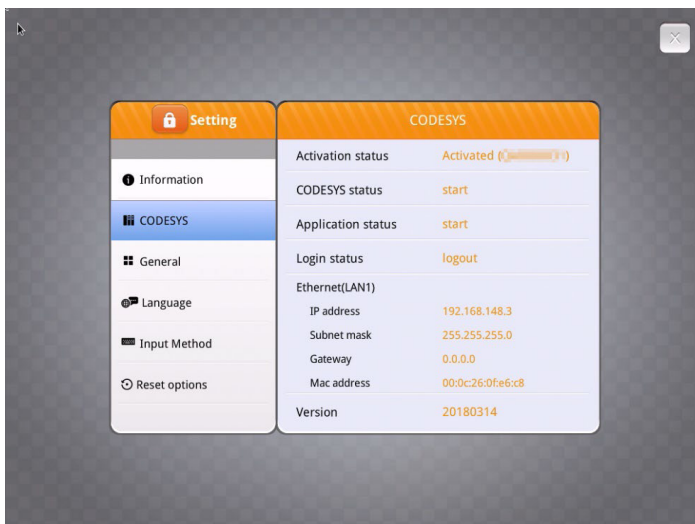 Setting
Information
CODESYS
General
Language
Input Method
Reset options
CODESYS
Activation status Activated (
CODESYS status start
Application status start
Login status logout
Ethernet(LAN1)
IP address 192.168.148.3
Subnet mask 255.255.255.0
Gateway 0.0.0.0
Mac address 00:0c:26:0f:e6:c8
Version 20180314